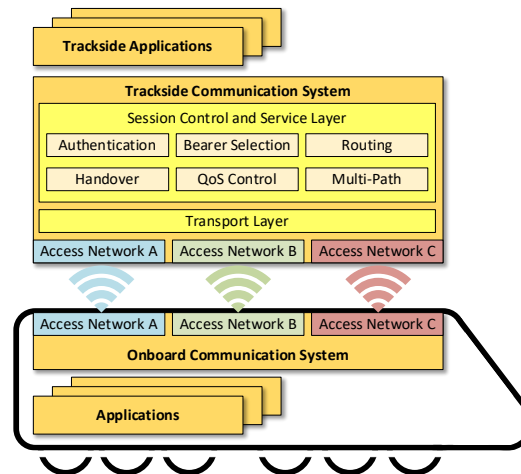 Trackside Applications
Trackside Communication System
Session Control and Service Layer
Authentication Bearer Selection Routing
Handover QoS Control Multi-Path
Transport Layer
Access Network A Access Network B Access Network C
Access Network A Access Network B Access Network C
Onboard Communication System
Applications